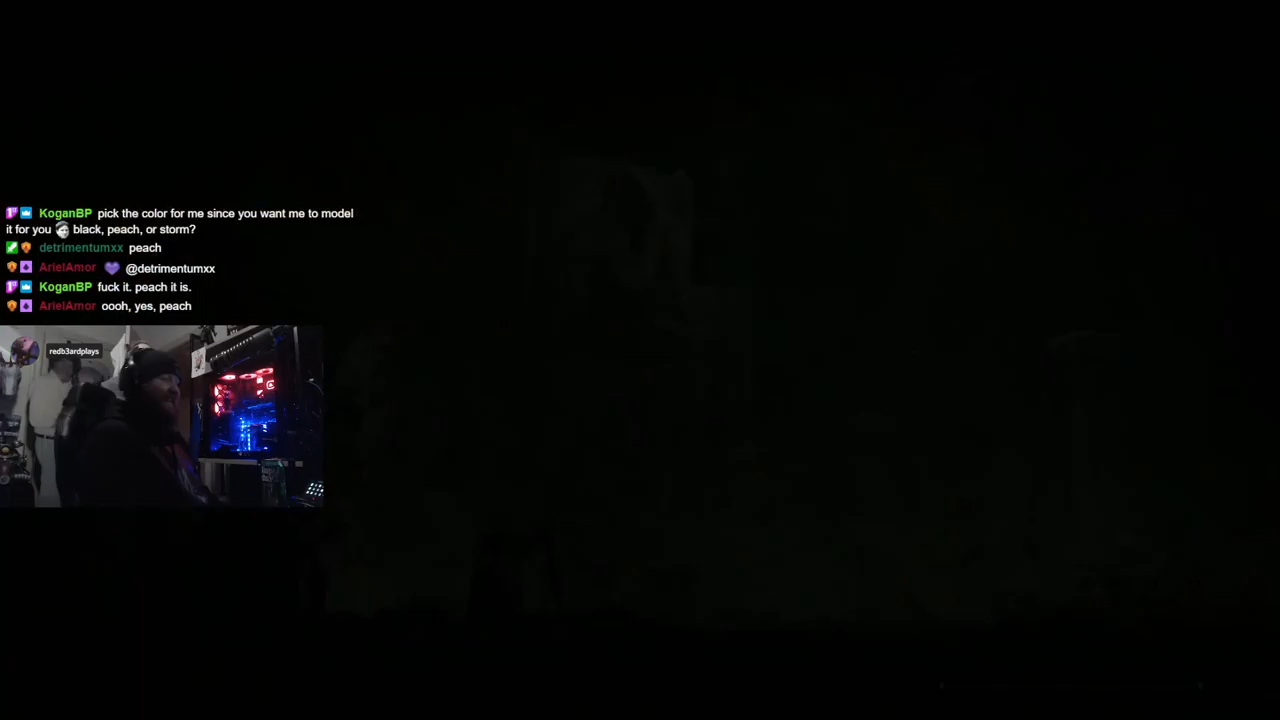 KoganBP pick the color for me since you want me to model
it for you black, peach, or storm?
detrimentumxx peach
ArielAmor @detrimentumxx
KoganBP fuck it. peach it is.
ArielAmor oooh, yes, peach
redb3ardplays